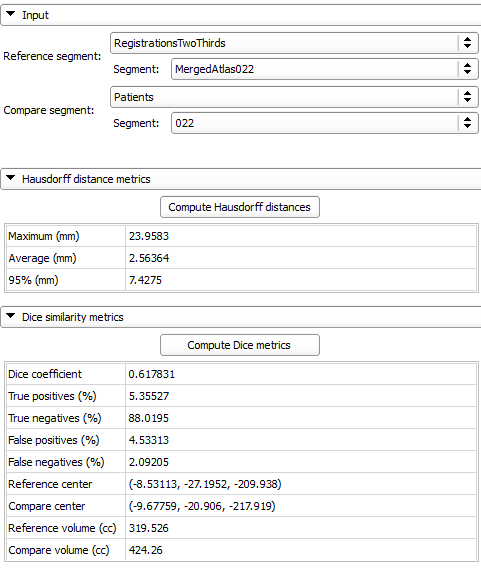 Input
Reference segment:
RegistrationsTwoThirds
Segment: MergedAtlas022
Compare segment:
Patients
Segment: 022
Hausdorff distance metrics
Compute Hausdorff distances
Maximum (mm) 23.9583
Average (mm) 2.56364
95% (mm) 7.4275
Dice similarity metrics
Compute Dice metrics
Dice coefficient 0.617831
True positives (%) 5.35527
True negatives (%) 88.0195
False positives (%) 4.53313
False negatives (%) 2.09205
Reference center (-8.53113, -27.1952, -209.938)
Compare center (-9.67759, -20.906, -217.919)
Reference volume (cc) 319.526
Compare volume (cc) 424.26